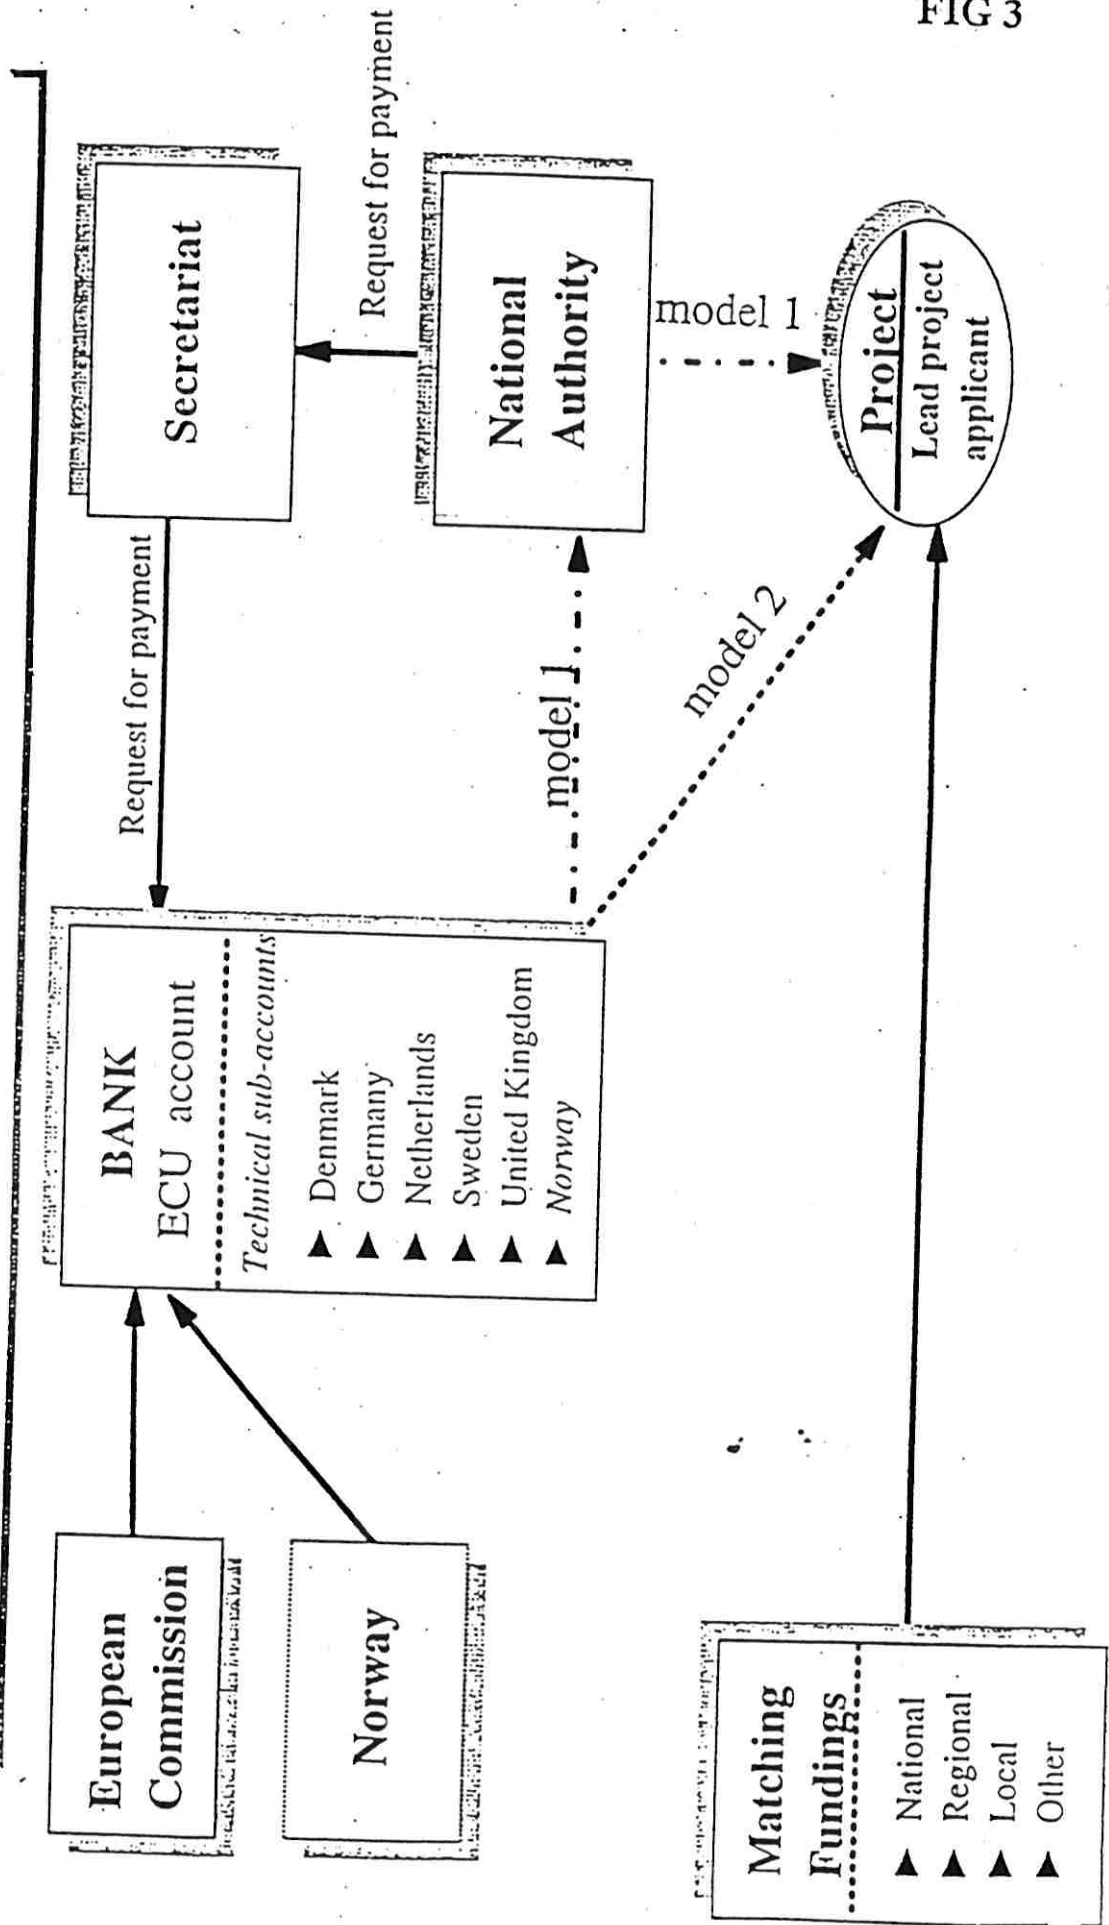 FIG 3
European
Commission
Norway
BANK
ECU account
Technical sub-accounts
Denmark
Germany
Netherlands
Sweden
United Kingdom
Norway
Request for payment
Secretariat
Request for payment
National
Authority
model 1
model 1
model 2
Project
Lead project
applicant
Matching
Fundings
National
Regional
Local
Other